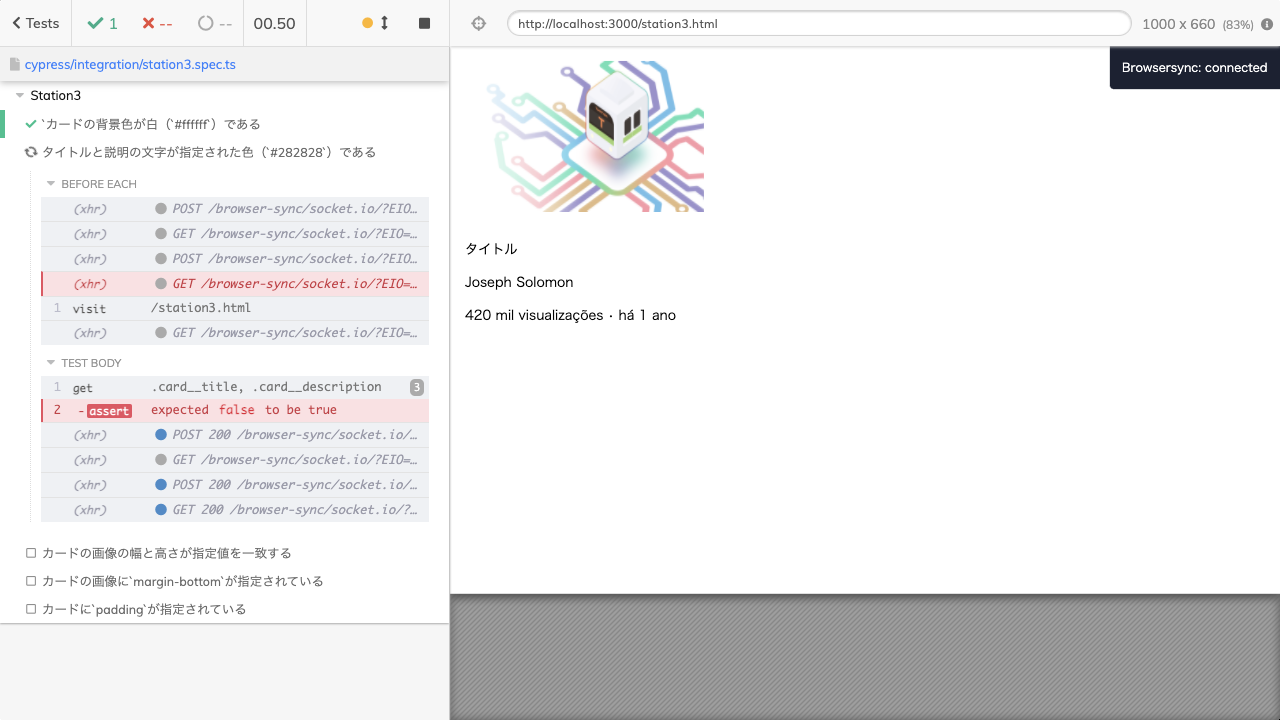 Tests
1
--
--
00.50
http://localhost:3000/station3.html
1000 x 660 (83%)
cypress/integration/station3.spec.ts
Browsersync: connected
Station3
`カードの背景色が白（`#ffffff`）である
タイトルと説明の文字が指定された色（`#282828`）である
BEFORE EACH
(xhr) POST /browser-sync/socket.io/?EIO…
(xhr) GET /browser-sync/socket.io/?EIO=…
(xhr) POST /browser-sync/socket.io/?EIO…
(xhr) GET /browser-sync/socket.io/?EIO=…
1 visit /station3.html
(xhr) GET /browser-sync/socket.io/?EIO=…
TEST BODY
1 get .card__title, .card__description 3
2 -assert expected false to be true
(xhr) POST 200 /browser-sync/socket.io/…
(xhr) GET /browser-sync/socket.io/?EIO=…
(xhr) POST 200 /browser-sync/socket.io/…
(xhr) GET 200 /browser-sync/socket.io/?…
カードの画像の幅と高さが指定値を一致する
カードの画像に`margin-bottom`が指定されている
カードに`padding`が指定されている
T
タイトル
Joseph Solomon
420 mil visualizações · há 1 ano